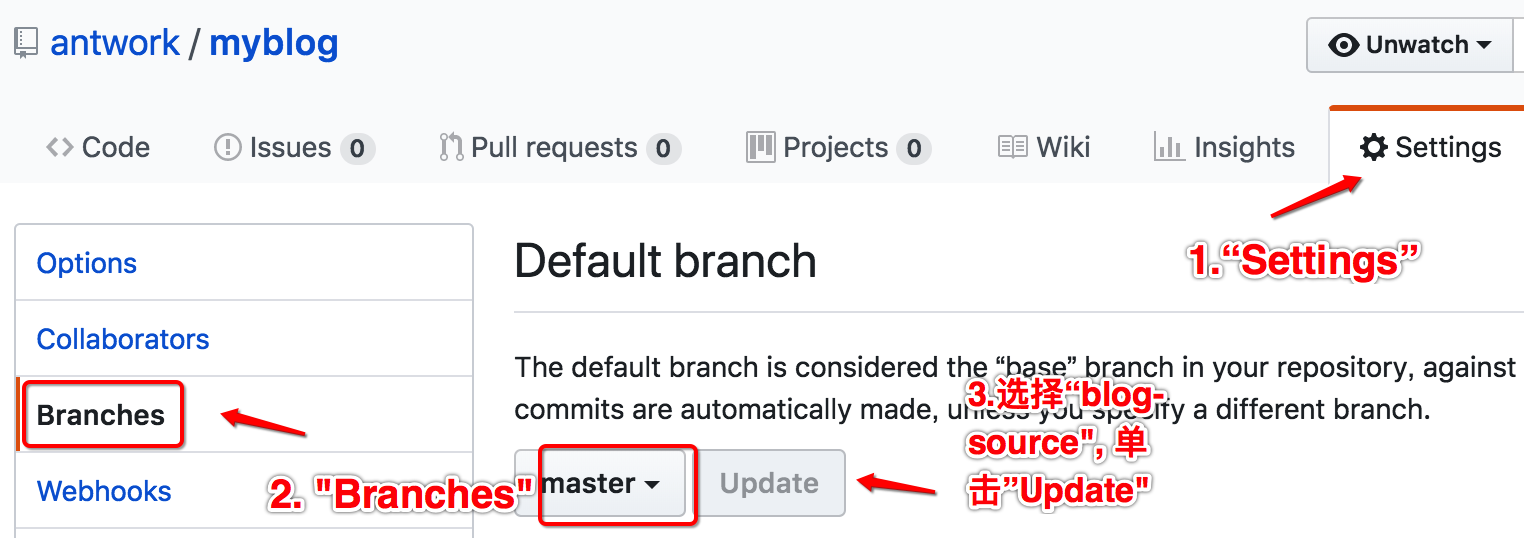 antwork / myblog
Unwatch
Code
Issues 0
Pull requests 0
Projects 0
Wiki
Insights
Settings
1.“Settings”
Options
Collaborators
Branches
Webhooks
2. "Branches"
Default branch
The default branch is considered the “base” branch in your repository, against
commits are automatically made, unless you specify a different branch.
master
Update
3.选择“blog-
source", 单
击”Update"